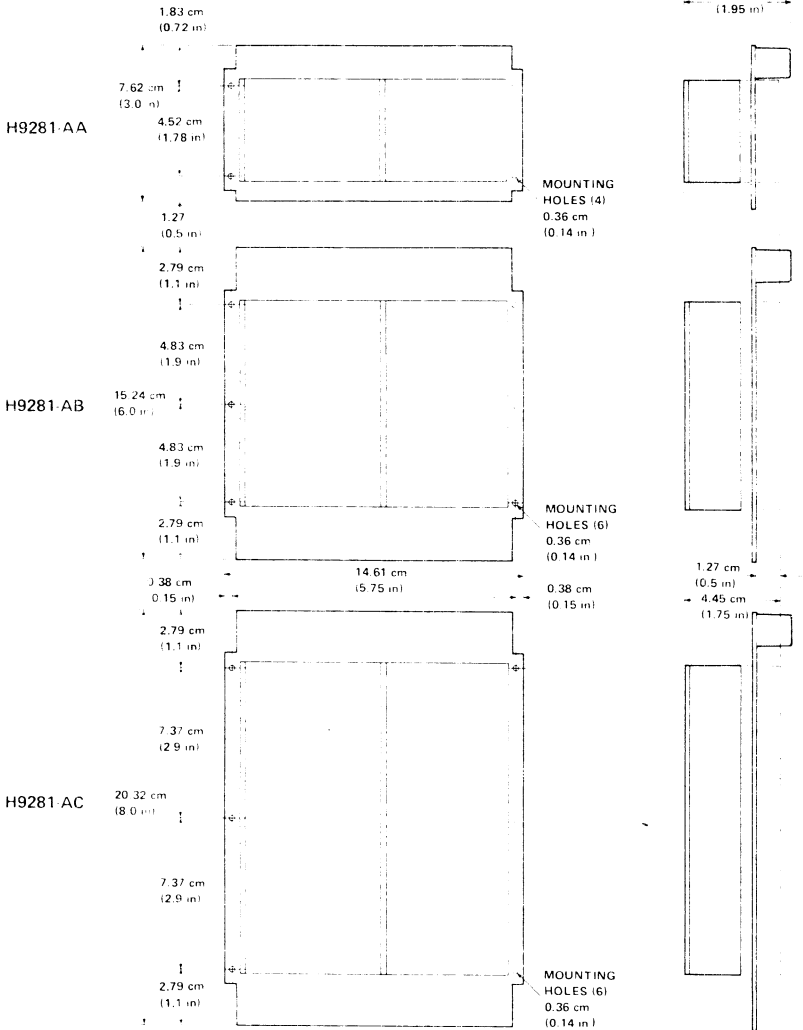 1.83 cm
(0.72 in)
(1.95 in)
7.62 cm
(3.0 in)
H9281-AA
4.52 cm
(1.78 in)
MOUNTING
HOLES (4)
0.36 cm
(0.14 in)
1.27
(0.5 in)
2.79 cm
(1.1 in)
4.83 cm
(1.9 in)
H9281-AB
15.24 cm
(6.0 in)
4.83 cm
(1.9 in)
MOUNTING
HOLES (6)
0.36 cm
(0.14 in)
2.79 cm
(1.1 in)
0.38 cm
0.15 in)
14.61 cm
(5.75 in)
0.38 cm
(0.15 in)
1.27 cm
(0.5 in)
4.45 cm
(1.75 in)
2.79 cm
(1.1 in)
7.37 cm
(2.9 in)
H9281-AC
20.32 cm
(8.0 in)
7.37 cm
(2.9 in)
MOUNTING
HOLES (6)
0.36 cm
(0.14 in)
2.79 cm
(1.1 in)